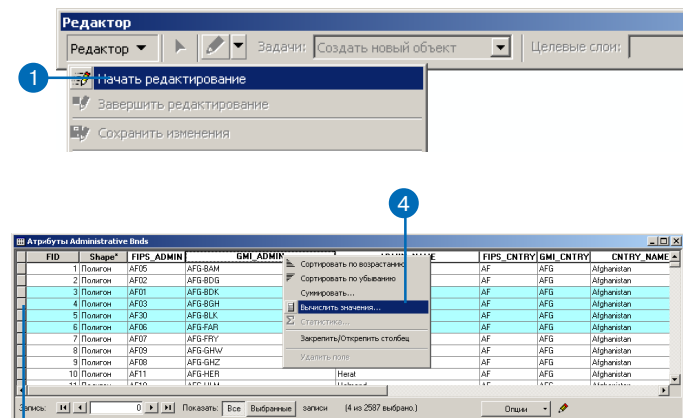 Редактор
Редактор Задачи: Создать новый объект Целевые слои:
1 Начать редактирование
Завершить редактирование
Сохранить изменения
4
Атрибуты Administrative Bnds
FID Shape* FIPS_ADMIN GMI_ADMIN FIPS_CNTRY GMI_CNTRY CNTRY_NAME
1 Полигон AF05 AFG-BAM AF AFG Afghanistan
2 Полигон AF02 AFG-BDG AF AFG Afghanistan
3 Полигон AF01 AFG-BDK AF AFG Afghanistan
4 Полигон AF03 AFG-BGH AF AFG Afghanistan
5 Полигон AF30 AFG-BLK AF AFG Afghanistan
6 Полигон AF06 AFG-FAR AF AFG Afghanistan
7 Полигон AF07 AFG-FRY AF AFG Afghanistan
8 Полигон AF09 AFG-GHW AF AFG Afghanistan
9 Полигон AF08 AFG-GHZ AF AFG Afghanistan
10 Полигон AF11 AFG-HER Herat AF AFG Afghanistan
Сортировать по возрастанию
Сортировать по убыванию
Суммировать...
Вычислить значения...
Статистика...
Закрепить/Открепить столбец
Удалить поле
Запись: 0 Показать: Все Выбранные записи (4 из 2587 выбрано.) Опции